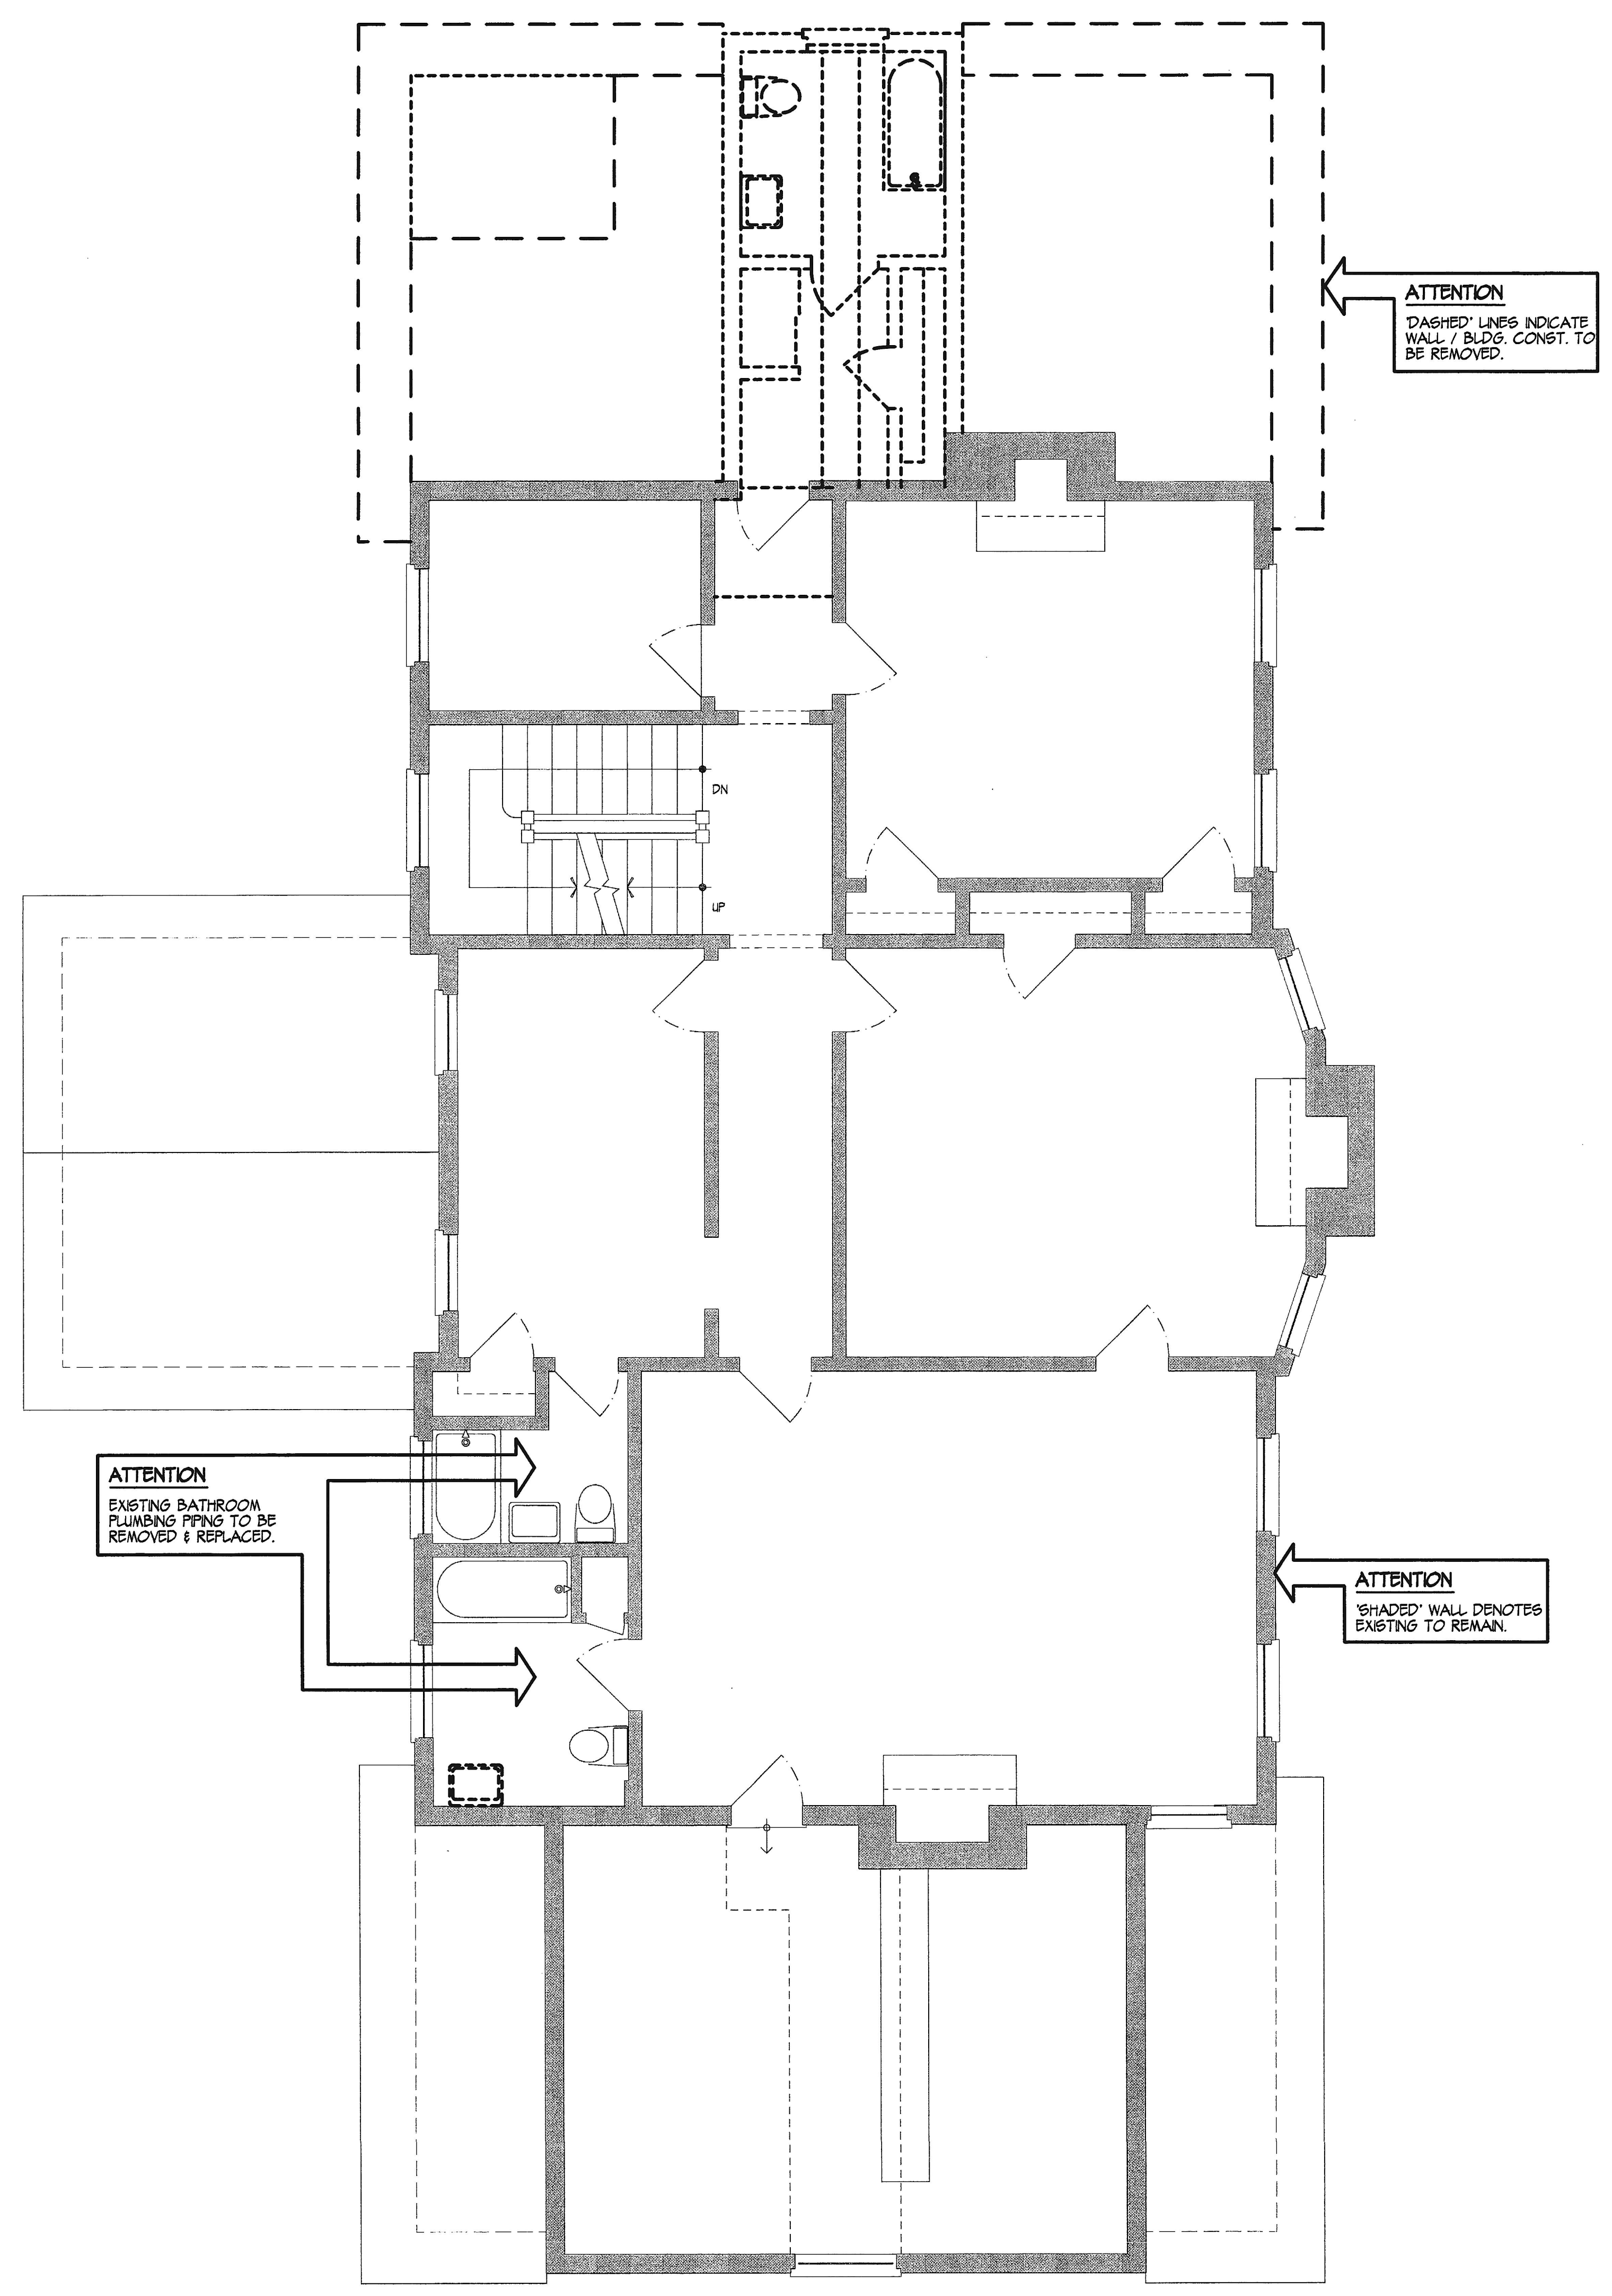 ATTENTION
'DASHED' LINES INDICATE
WALL / BLDG. CONST. TO
BE REMOVED.
DN
UP
ATTENTION
EXISTING BATHROOM
PLUMBING PIPING TO BE
REMOVED & REPLACED.
ATTENTION
'SHADED' WALL DENOTES
EXISTING TO REMAIN.